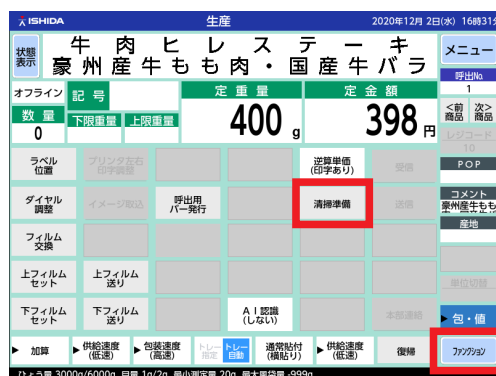 ISHIDA
生産
2020年12月 2日(水) 16時31分
状態
表示
牛肉ヒレステーキ
豪州産牛もも肉・国産牛バラ
メニュー
呼出No.
1
オフライン
記 号
定 重 量
400 g
定 金 額
398 円
<前
商品
次>
商品
数 量
0
下限重量
上限重量
レジコード
10
ラベル
位置
プリンタ左右
印字調整
逆算単価
(印字あり)
受信
POP
ダイヤル
調整
イメージ取込
呼出用
バー発行
清掃準備
送信
コメント
豪州産牛もも
産地
フィルム
交換
上フィルム
セット
上フィルム
送り
単位切替
下フィルム
セット
下フィルム
送り
AI認識
(しない)
本部連絡
包・値
加算
供給速度
(低速)
包装速度
(高速)
トレー
指定
トレー
自動
通常貼付
(横貼り)
供給速度
(低速)
復帰
ファンクション
ひょう量 3000g/6000g 目量 1g/2g 最小測定量 20g 最大風袋量 -999g